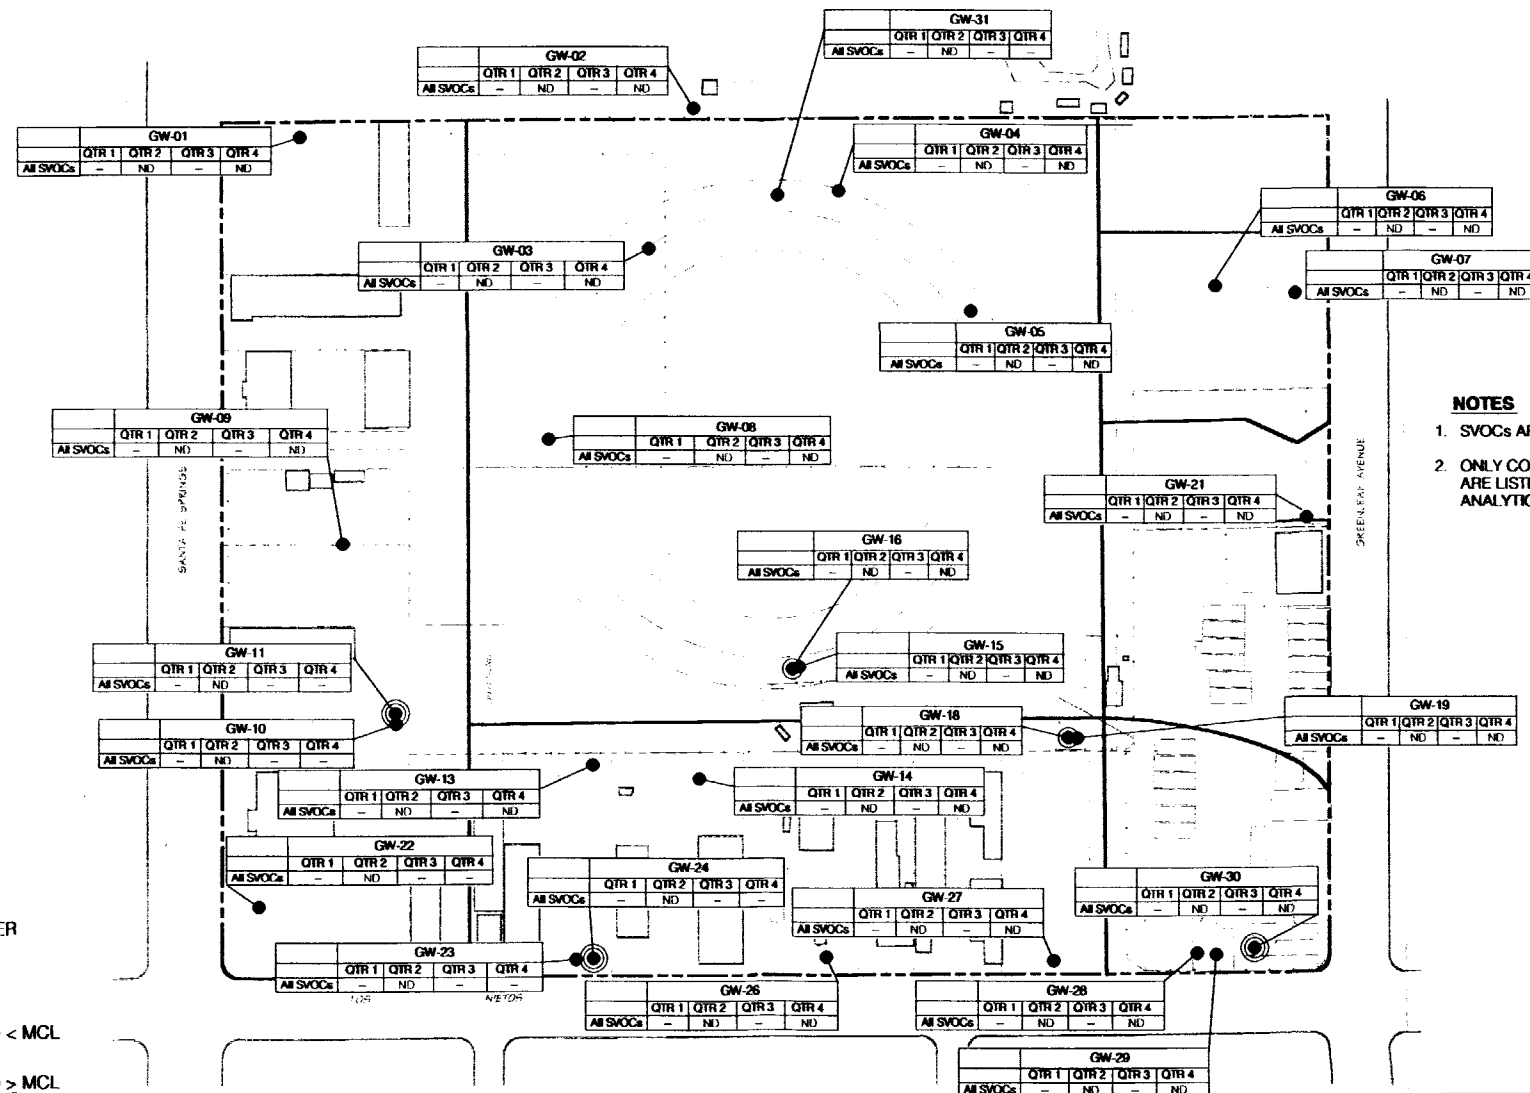 GW-31
QTR 1 QTR 2 QTR 3 QTR 4
All SVOCs – ND – –
GW-02
QTR 1 QTR 2 QTR 3 QTR 4
All SVOCs – ND – ND
GW-01
QTR 1 QTR 2 QTR 3 QTR 4
All SVOCs – ND – ND
GW-04
QTR 1 QTR 2 QTR 3 QTR 4
All SVOCs – ND – ND
GW-06
QTR 1 QTR 2 QTR 3 QTR 4
All SVOCs – ND – ND
GW-03
QTR 1 QTR 2 QTR 3 QTR 4
All SVOCs – ND – ND
GW-07
QTR 1 QTR 2 QTR 3 QTR 4
All SVOCs – ND – ND
GW-05
QTR 1 QTR 2 QTR 3 QTR 4
All SVOCs – ND – ND
NOTES
1. SVOCs
2. ONLY
ARE
GW-09
QTR 1 QTR 2 QTR 3 QTR 4
All SVOCs – ND – ND
GW-08
QTR 1 QTR 2 QTR 3 QTR 4
All SVOCs – ND – ND
SANTA FE SPRINGS
GREENLEAF AVENUE
GW-21
QTR 1 QTR 2 QTR 3 QTR 4
All SVOCs – ND – ND
GW-16
QTR 1 QTR 2 QTR 3 QTR 4
All SVOCs – ND – ND
GW-11
QTR 1 QTR 2 QTR 3 QTR 4
All SVOCs – ND – –
GW-15
QTR 1 QTR 2 QTR 3 QTR 4
All SVOCs – ND – ND
GW-10
QTR 1 QTR 2 QTR 3 QTR 4
All SVOCs – ND – –
GW-18
QTR 1 QTR 2 QTR 3 QTR 4
All SVOCs – ND – ND
GW-19
QTR 1 QTR 2 QTR 3 QTR 4
All SVOCs – ND – ND
GW-13
QTR 1 QTR 2 QTR 3 QTR 4
All SVOCs – ND – ND
GW-14
QTR 1 QTR 2 QTR 3 QTR 4
All SVOCs – ND – ND
GW-22
QTR 1 QTR 2 QTR 3 QTR 4
All SVOCs – ND – –
GW-24
QTR 1 QTR 2 QTR 3 QTR 4
All SVOCs – ND – –
GW-30
QTR 1 QTR 2 QTR 3 QTR 4
All SVOCs – ND – ND
GW-27
QTR 1 QTR 2 QTR 3 QTR 4
All SVOCs – ND – ND
ER
GW-23
QTR 1 QTR 2 QTR 3 QTR 4
All SVOCs – ND – –
LOS NIETOS
GW-26
QTR 1 QTR 2 QTR 3 QTR 4
All SVOCs – ND – ND
GW-28
QTR 1 QTR 2 QTR 3 QTR 4
All SVOCs – ND – ND
< MCL
GW-29
QTR 1 QTR 2 QTR 3 QTR 4
All SVOCs – ND – ND
≥ MCL